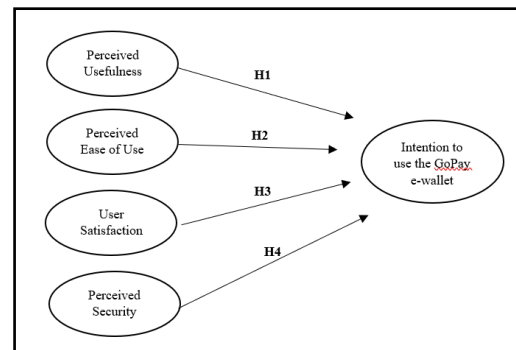 Perceived
Usefulness
H1
Perceived
Ease of Use
H2
User
Satisfaction
H3
Perceived
Security
H4
Intention to
use the GoPay
e-wallet